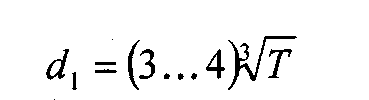 d₁ = (3...4)∛T